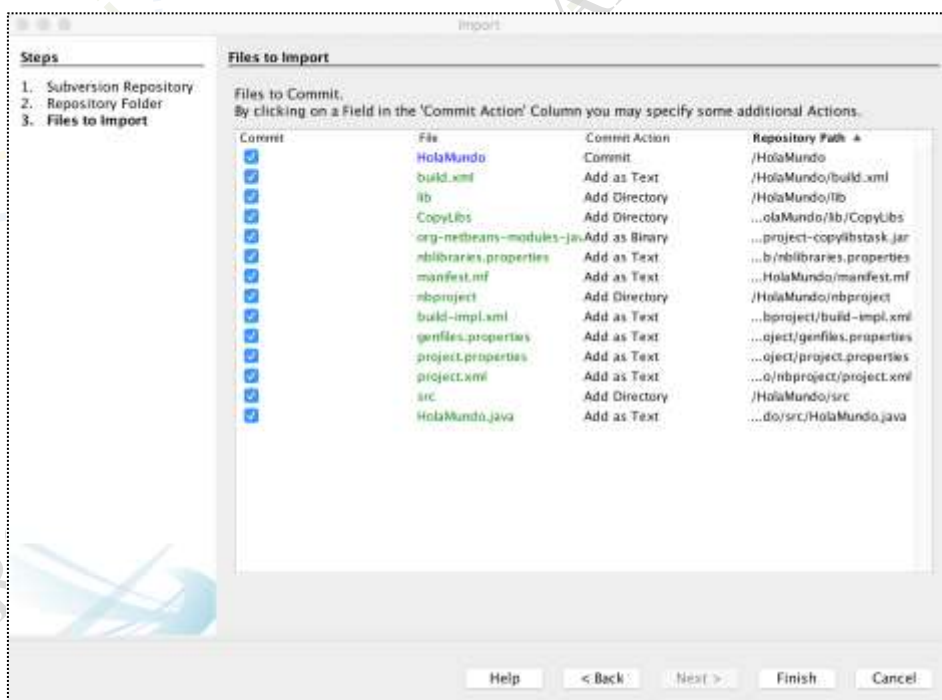 Import
Steps
1. Subversion Repository
2. Repository Folder
3. Files to Import
Files to Import
Files to Commit.
By clicking on a Field in the 'Commit Action' Column you may specify some additional Actions.
Commit File Commit Action Repository Path
HolaMundo Commit /HolaMundo
build.xml Add as Text /HolaMundo/build.xml
lib Add Directory /HolaMundo/lib
CopyLibs Add Directory ...olaMundo/lib/CopyLibs
org-netbeans-modules-jav Add as Binary ...project-copylibstask.jar
nblibraries.properties Add as Text ...b/nblibraries.properties
manifest.mf Add as Text ...HolaMundo/manifest.mf
nbproject Add Directory /HolaMundo/nbproject
build-impl.xml Add as Text ...bproject/build-impl.xml
genfiles.properties Add as Text ...oject/genfiles.properties
project.properties Add as Text ...oject/project.properties
project.xml Add as Text ...o/nbproject/project.xml
src Add Directory /HolaMundo/src
HolaMundo.java Add as Text ...do/src/HolaMundo.java
Help < Back Next > Finish Cancel